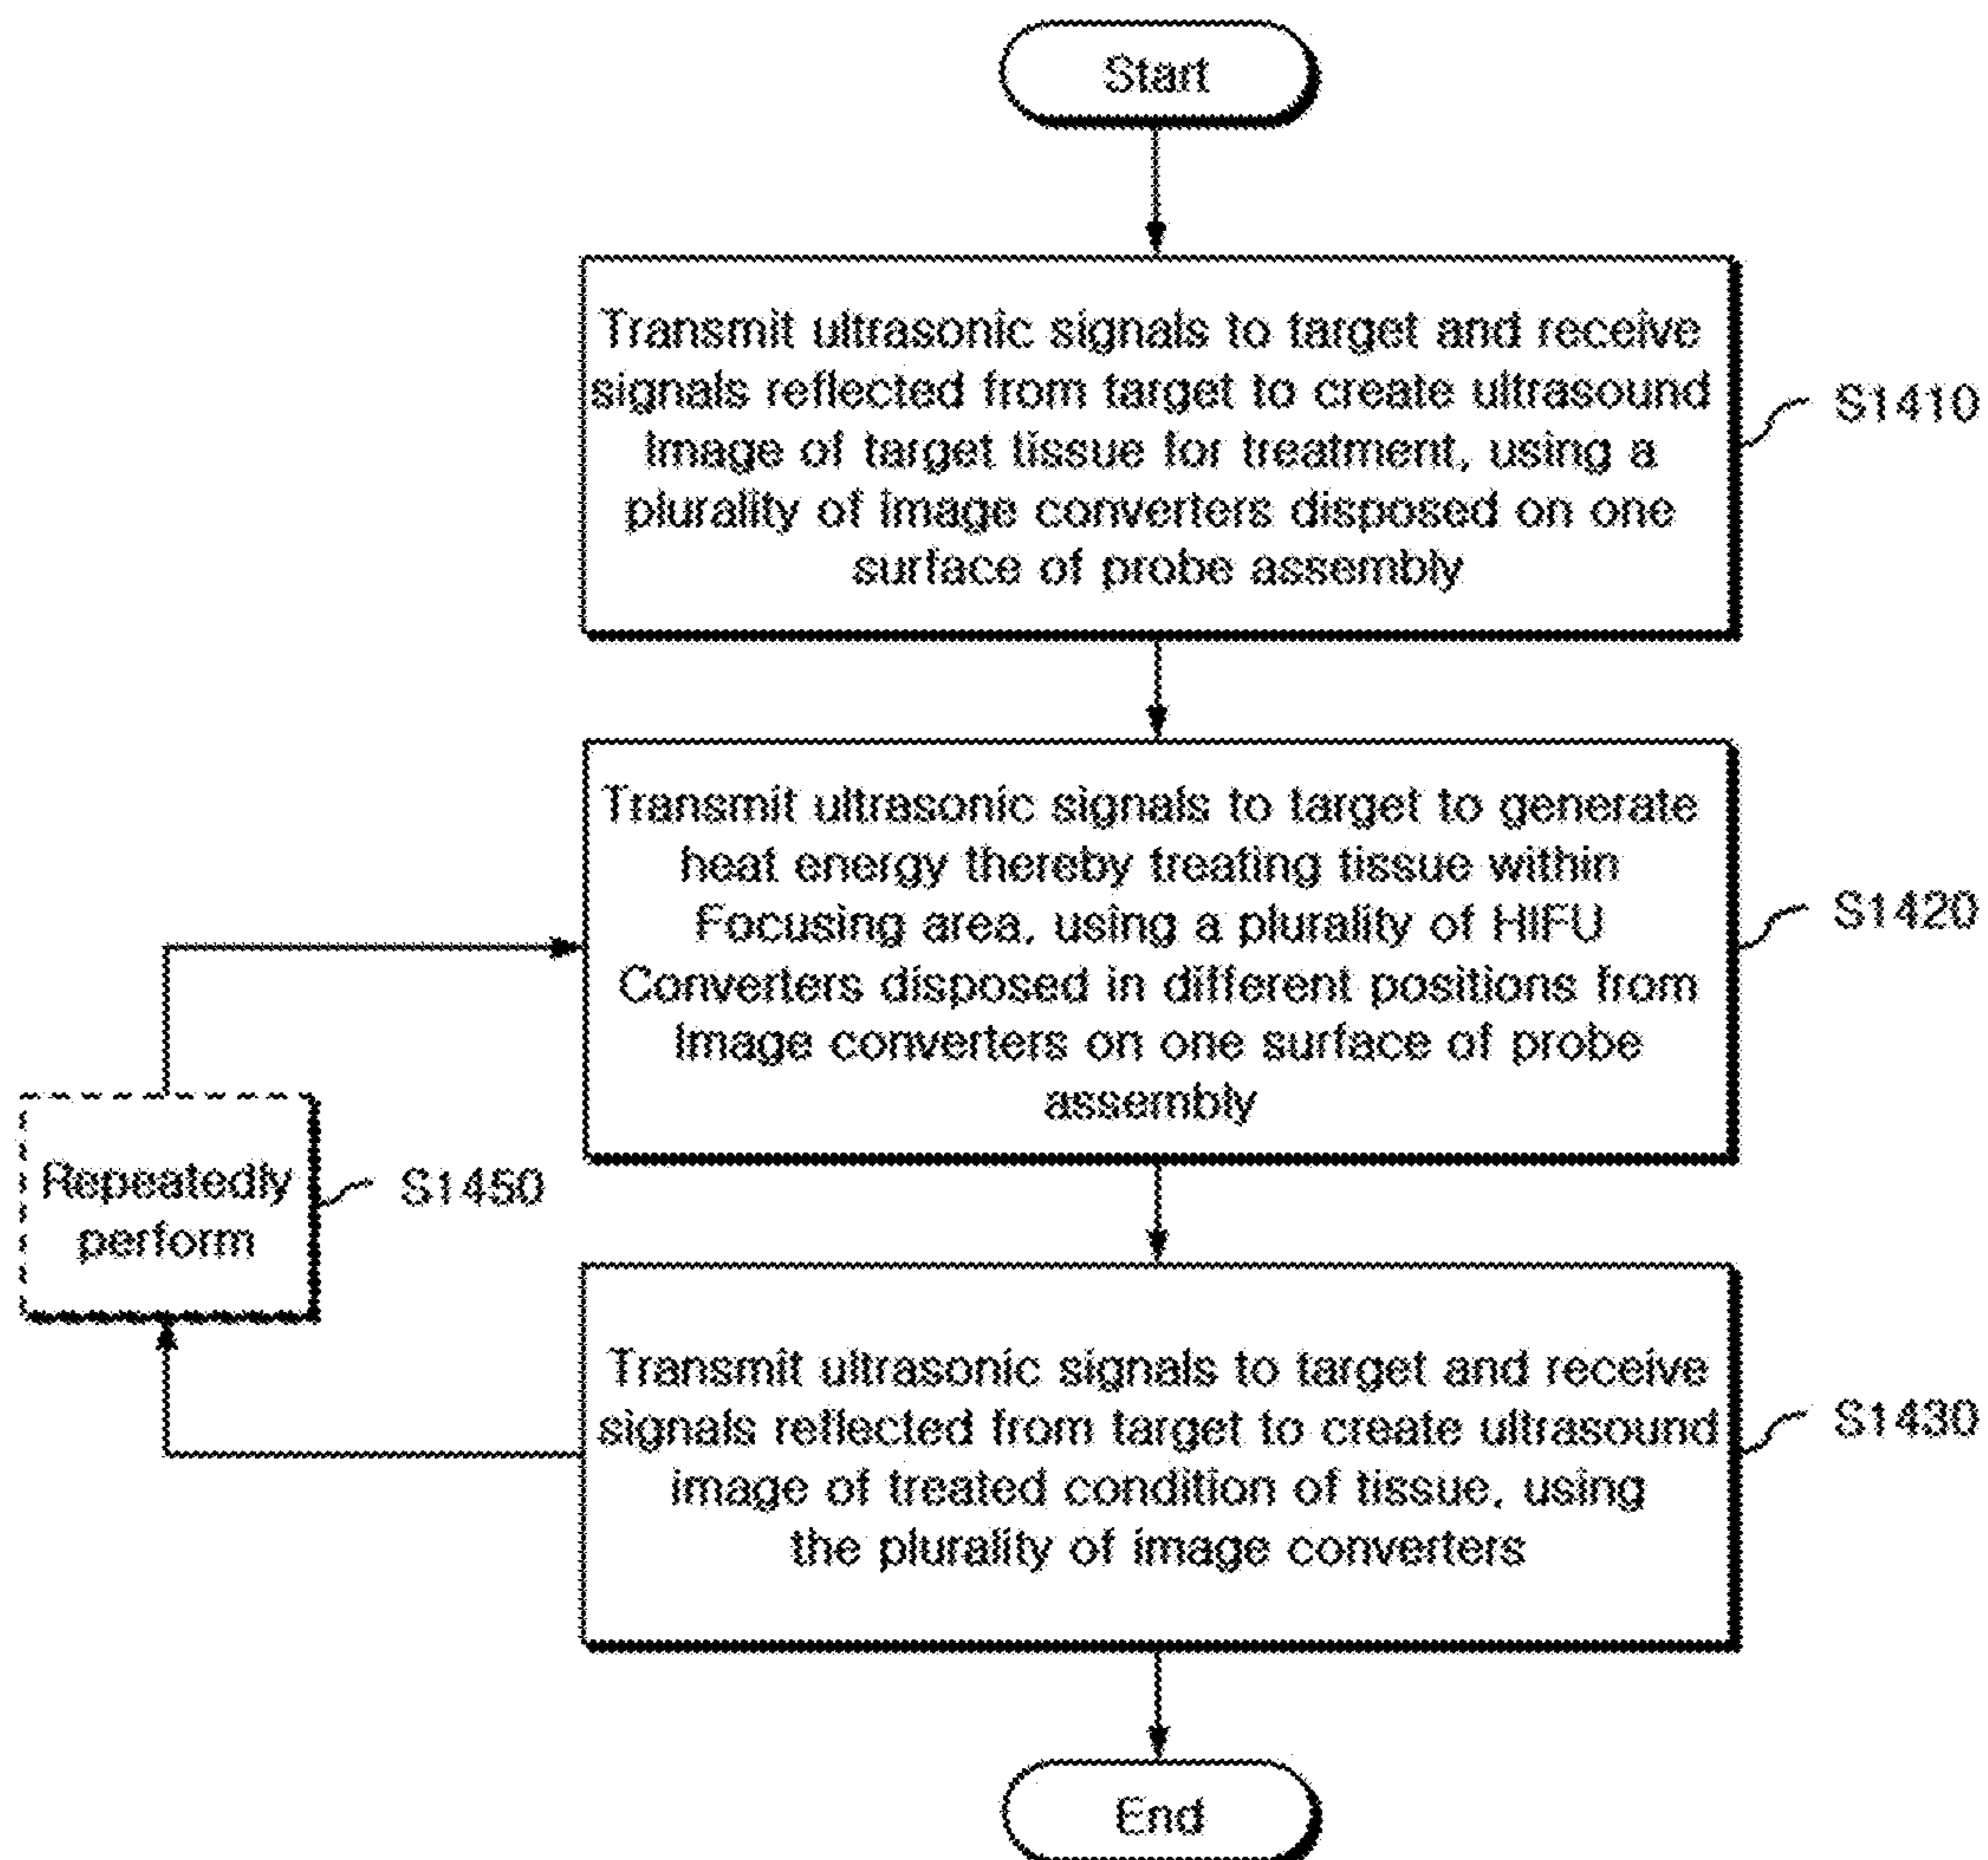 Start
Transmit ultrasonic signals to target and receive
signals reflected from target to create ultrasound
Image of target tissue for treatment, using a
plurality of image converters disposed on one
surface of probe assembly
S1410
Transmit ultrasonic signals to target to generate
heat energy thereby treating tissue within
Focusing area, using a plurality of HIFU
Converters disposed in different positions from
Image converters on one surface of probe
assembly
S1420
Repeatedly
perform
S1450
Transmit ultrasonic signals to target and receive
signals reflected from target to create ultrasound
image of treated condition of tissue, using
the plurality of image converters
S1430
End